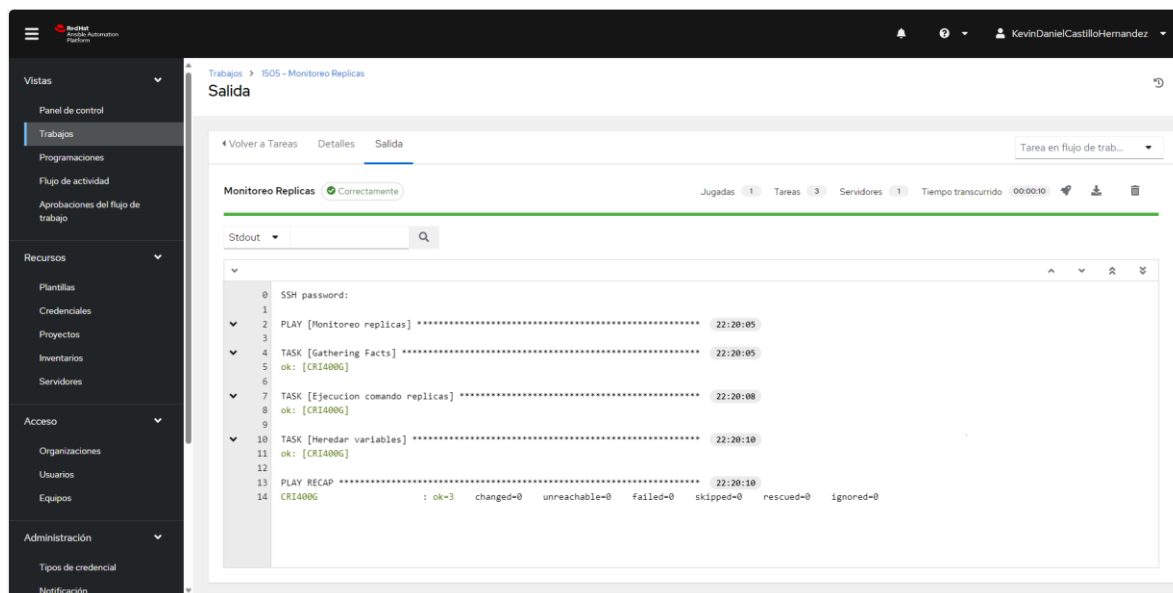 Red Hat
Ansible Automation
Platform
KevinDanielCastilloHernandez
Vistas
Panel de control
Trabajos
Programaciones
Flujo de actividad
Aprobaciones del flujo de
trabajo
Recursos
Plantillas
Credenciales
Proyectos
Inventarios
Servidores
Acceso
Organizaciones
Usuarios
Equipos
Administración
Tipos de credencial
Notificación
Trabajos > 1505 - Monitoreo Replicas
Salida
Volver a Tareas Detalles Salida
Tarea en flujo de trab...
Monitoreo Replicas Correctamente Jugadas 1 Tareas 3 Servidores 1 Tiempo transcurrido 00:00:10
Stdout
0 SSH password:
1
2 PLAY [Monitoreo replicas] ***************************************************** 22:20:05
3
4 TASK [Gathering Facts] ******************************************************** 22:20:05
5 ok: [CRI400G]
6
7 TASK [Ejecucion comando replicas] ********************************************* 22:20:08
8 ok: [CRI400G]
9
10 TASK [Heredar variables] ****************************************************** 22:20:10
11 ok: [CRI400G]
12
13 PLAY RECAP ******************************************************************** 22:20:10
14 CRI400G : ok=3 changed=0 unreachable=0 failed=0 skipped=0 rescued=0 ignored=0